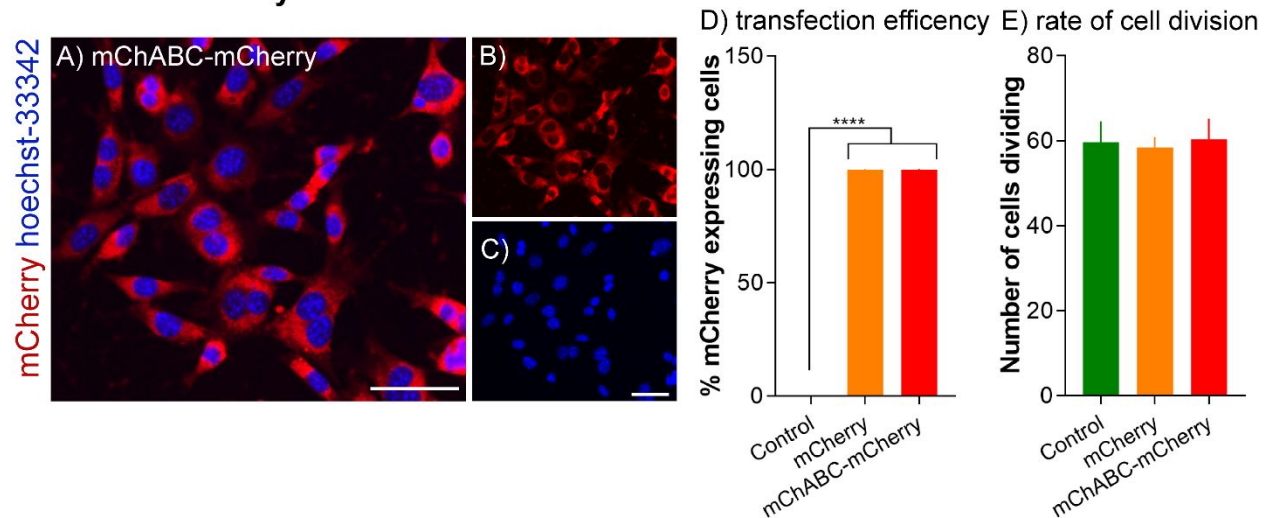 mCherry hoechst-33342
A) mChABC-mCherry
B)
C)
D) transfection efficency
% mCherry expressing cells
150
100
50
0
****
Control
mCherry
mChABC-mCherry
E) rate of cell division
Number of cells dividing
80
60
40
20
0
Control
mCherry
mChABC-mCherry